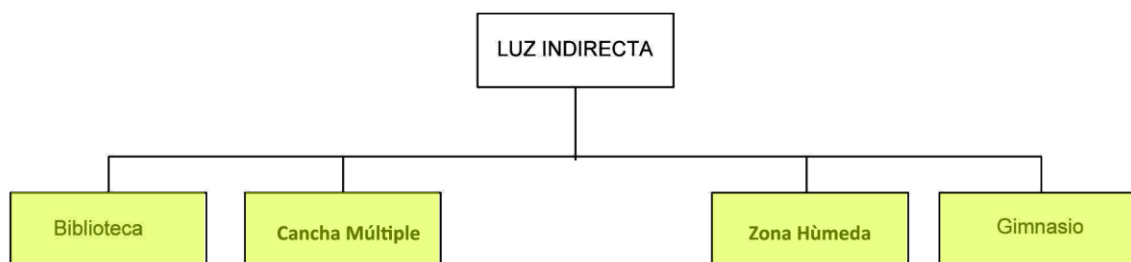 LUZ INDIRECTA
Biblioteca
Cancha Múltiple
Zona Hùmeda
Gimnasio